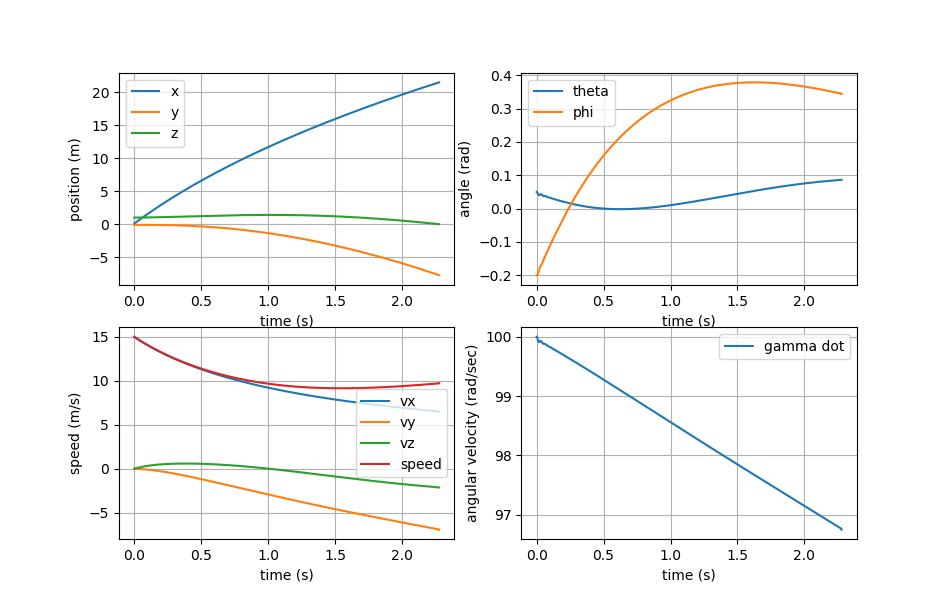 x
y
z
20
15
10
5
0
−5
position (m)
0.0 0.5 1.0 1.5 2.0
time (s)
theta
phi
0.4
0.3
0.2
0.1
0.0
−0.1
−0.2
angle (rad)
0.0 0.5 1.0 1.5 2.0
time (s)
15
10
5
0
−5
speed (m/s)
vx
vy
vz
speed
0.0 0.5 1.0 1.5 2.0
time (s)
gamma dot
100
99
98
97
angular velocity (rad/sec)
0.0 0.5 1.0 1.5 2.0
time (s)